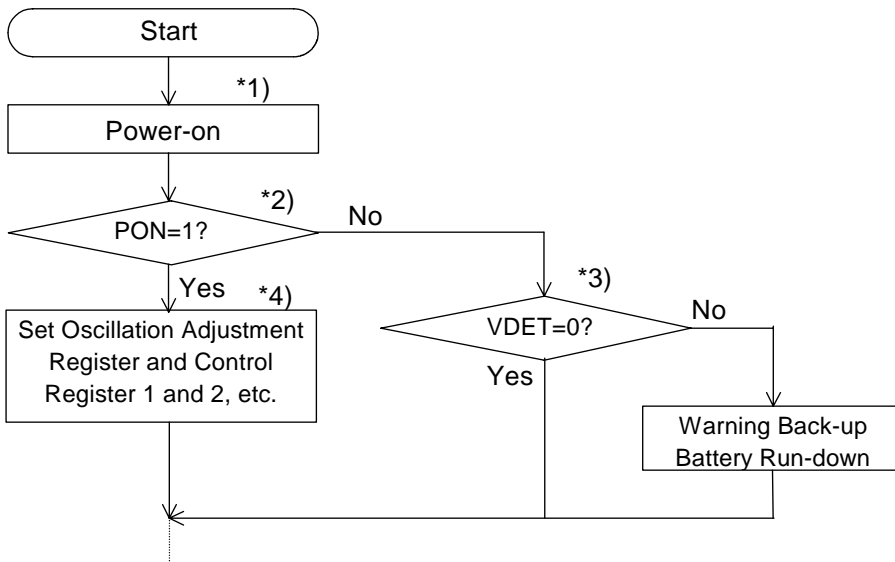 Start
*1)
Power-on
*2)
PON=1?
No
Yes
*4)
Set Oscillation Adjustment
Register and Control
Register 1 and 2, etc.
*3)
VDET=0?
No
Yes
Warning Back-up
Battery Run-down